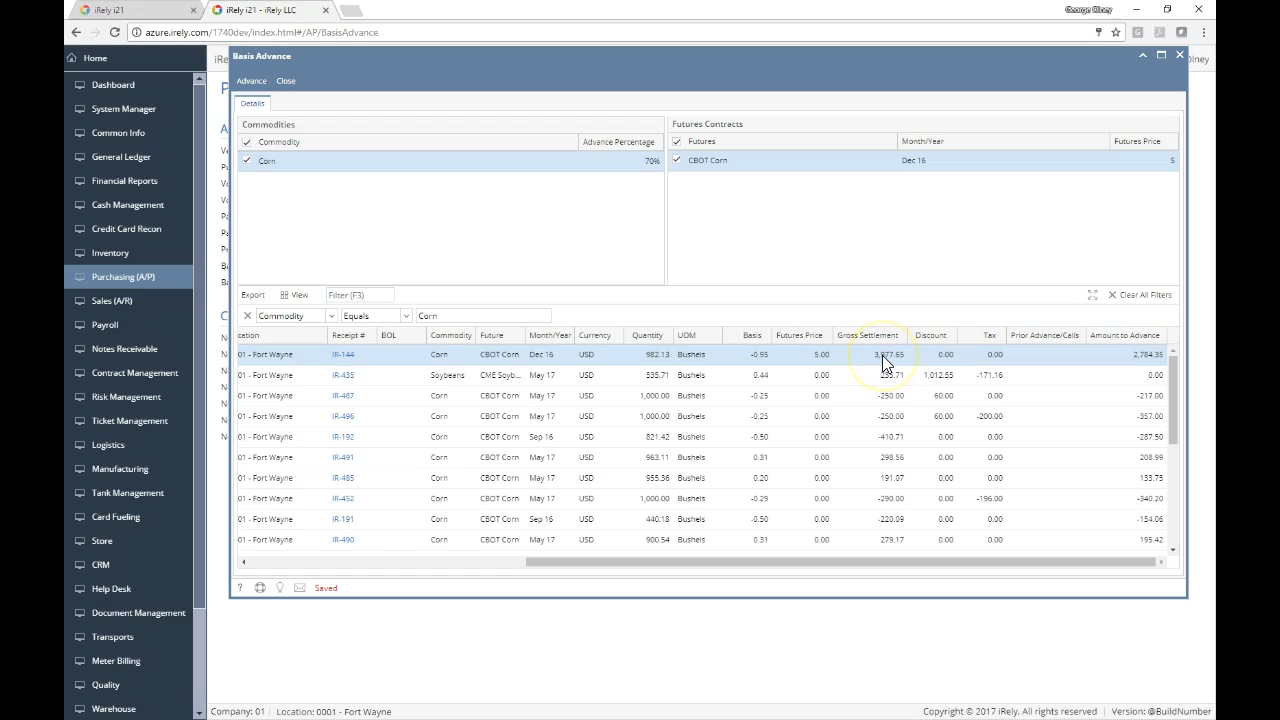 iRely i21
iRely i21 - iRely LLC
George Olney
azure.irely.com/1740dev/index.html#/AP/BasisAdvance
Home
Dashboard
System Manager
Common Info
General Ledger
Financial Reports
Cash Management
Credit Card Recon
Inventory
Purchasing (A/P)
Sales (A/R)
Payroll
Notes Receivable
Contract Management
Risk Management
Ticket Management
Logistics
Manufacturing
Tank Management
Card Fueling
Store
CRM
Help Desk
Document Management
Transports
Meter Billing
Quality
Warehouse
Basis Advance
Advance Close
Details
Commodities
Commodity Advance Percentage
Corn 70%
Futures Contracts
Futures Month/Year Futures Price
CBOT Corn Dec 16 5
Export View Filter (F3) Clear All Filters
Commodity Equals Corn
cation Receipt # BOL Commodity Future Month/Year Currency Quantity UOM Basis Futures Price Gross Settlement Discount Tax Prior Advance/Calls Amount to Advance
01 - Fort Wayne IR-144 Corn CBOT Corn Dec 16 USD 982.13 Bushels -0.95 5.00 3,977.65 0.00 0.00 2,784.35
01 - Fort Wayne IR-435 Soybeans CME Soyb... May 17 USD 535.71 Bushels 0.44 0.00 1,012.55 -171.16 0.00
01 - Fort Wayne IR-487 Corn CBOT Corn May 17 USD 1,000.00 Bushels -0.25 0.00 -250.00 60.00 0.00 -217.00
01 - Fort Wayne IR-496 Corn CBOT Corn May 17 USD 1,000.00 Bushels -0.25 0.00 -250.00 60.00 -200.00 -357.00
01 - Fort Wayne IR-192 Corn CBOT Corn Sep 16 USD 821.42 Bushels -0.50 0.00 -410.71 0.00 0.00 -287.50
01 - Fort Wayne IR-491 Corn CBOT Corn May 17 USD 963.11 Bushels 0.31 0.00 298.56 0.00 0.00 208.99
01 - Fort Wayne IR-485 Corn CBOT Corn May 17 USD 955.36 Bushels 0.20 0.00 191.07 0.00 0.00 133.75
01 - Fort Wayne IR-452 Corn CBOT Corn May 17 USD 1,000.00 Bushels -0.29 0.00 -290.00 0.00 -196.00 -340.20
01 - Fort Wayne IR-191 Corn CBOT Corn Sep 16 USD 440.18 Bushels -0.50 0.00 -220.09 0.00 0.00 -154.06
01 - Fort Wayne IR-490 Corn CBOT Corn May 17 USD 900.54 Bushels 0.31 0.00 279.17 0.00 0.00 195.42
Saved
Company: 01 Location: 0001 - Fort Wayne Copyright © 2017 iRely. All rights reserved Version: @BuildNumber